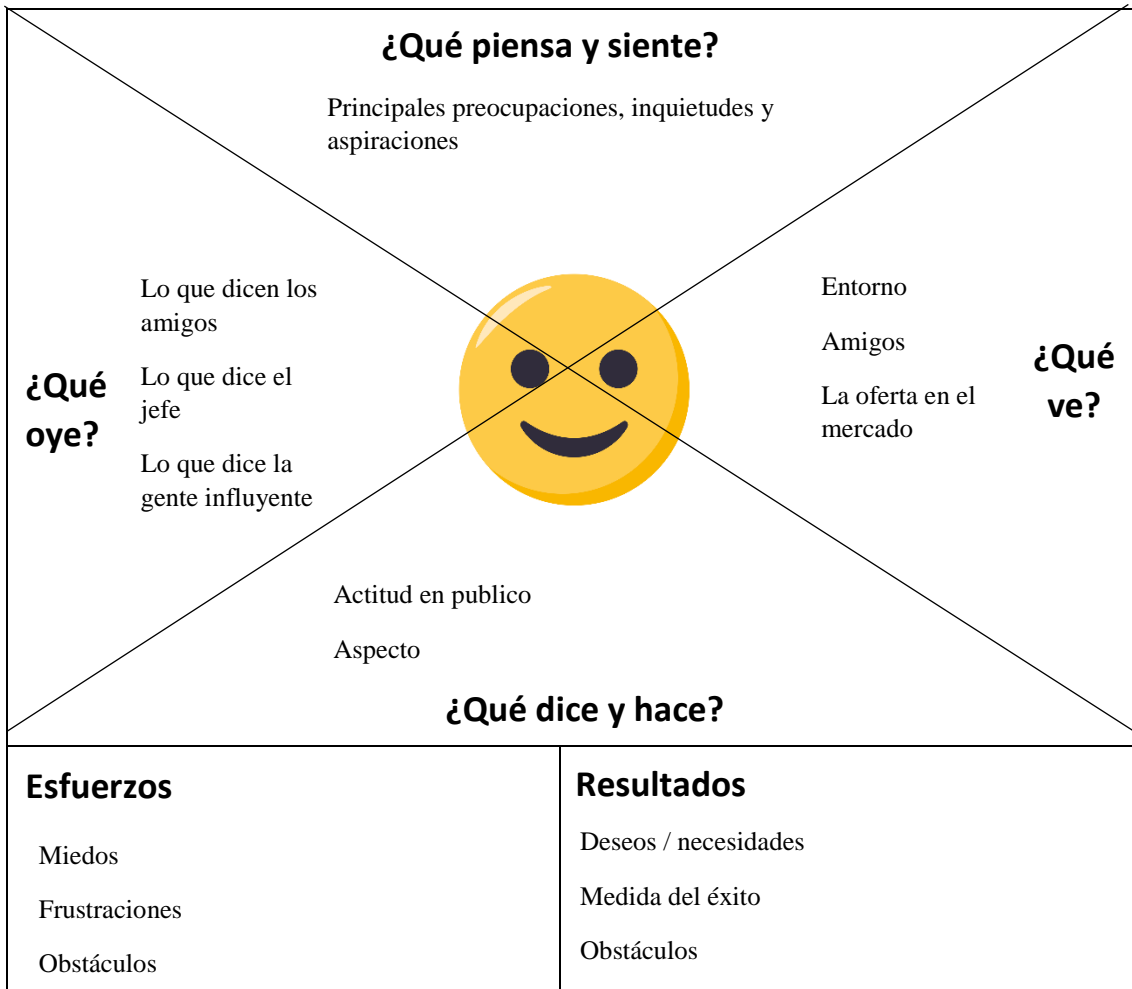 ¿Qué piensa y siente?
Principales preocupaciones, inquietudes y
aspiraciones
¿Qué
oye?
Lo que dicen los
amigos
Lo que dice el
jefe
Lo que dice la
gente influyente
Entorno
Amigos
La oferta en el
mercado
¿Qué
ve?
Actitud en publico
Aspecto
¿Qué dice y hace?
Esfuerzos
Miedos
Frustraciones
Obstáculos
Resultados
Deseos / necesidades
Medida del éxito
Obstáculos